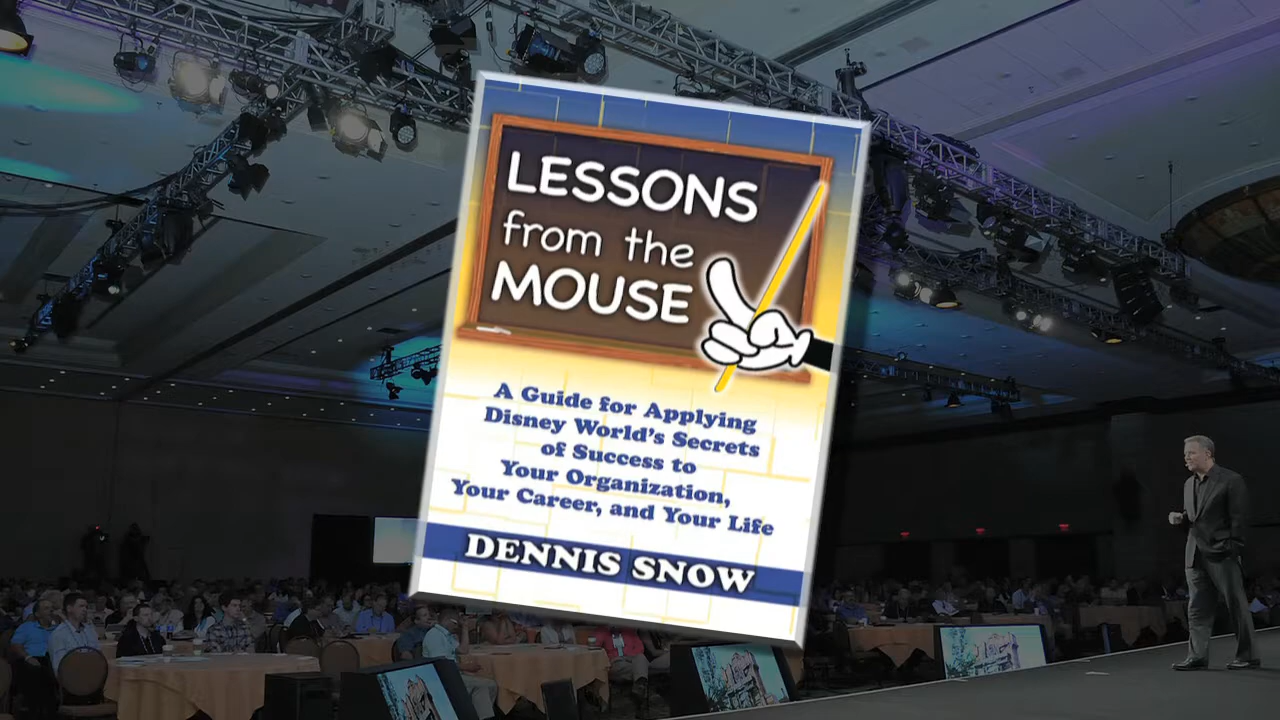 LESSONS
from the
MOUSE
A Guide for Applying
Disney World's Secrets
of Success to
Your Organization,
Your Career, and Your Life
DENNIS SNOW